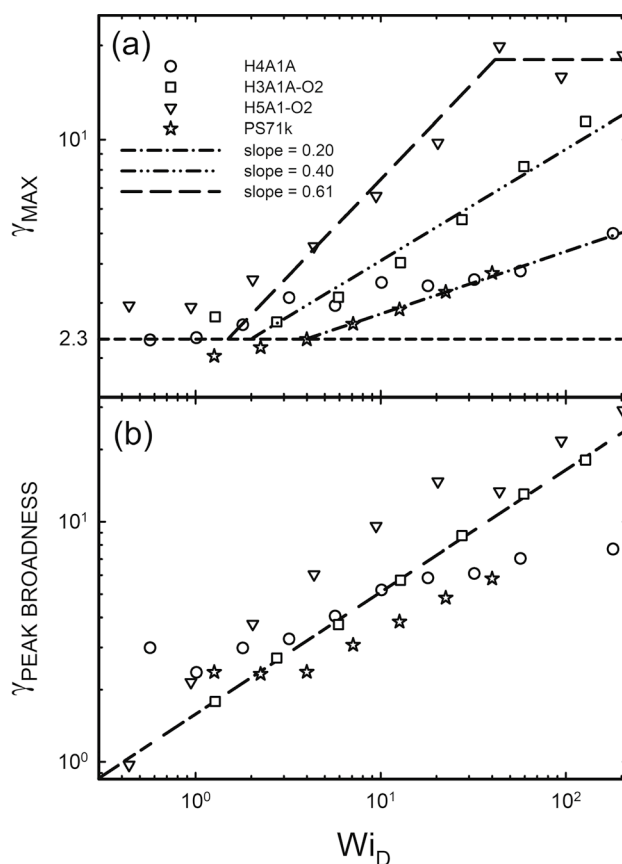 (a)
H4A1A
H3A1A-O2
H5A1-O2
PS71k
slope = 0.20
slope = 0.40
slope = 0.61
10¹
γMAX
2.3
(b)
10¹
γPEAK BROADNESS
10⁰
10⁰ 10¹ 10²
WiD